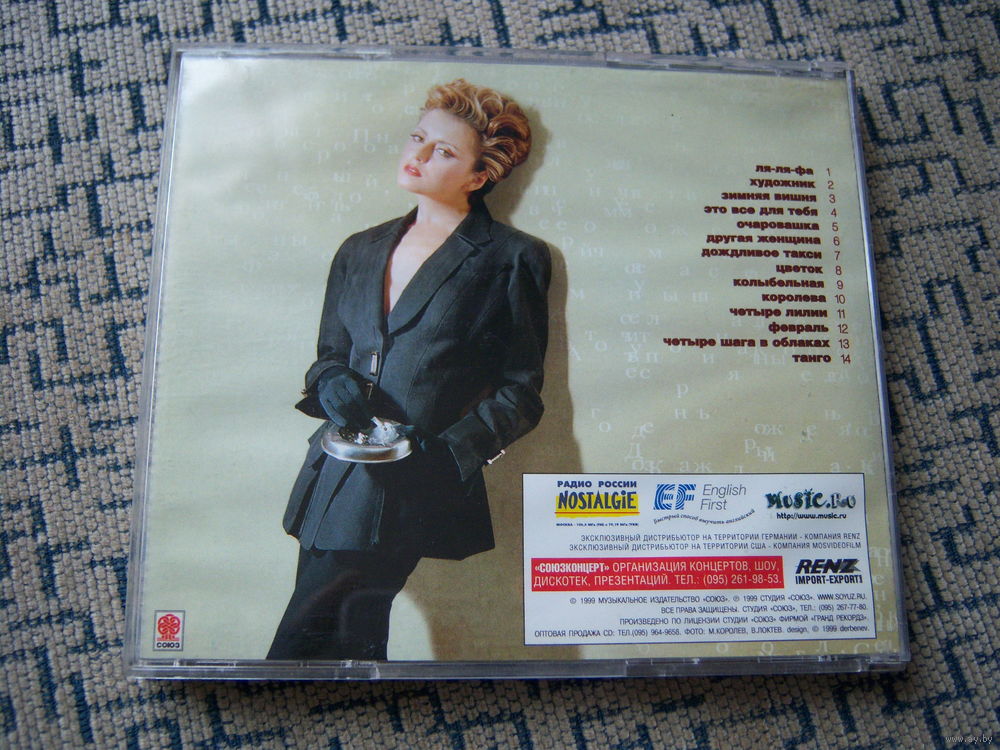 ля-ля-фа 1
художник 2
зимняя вишня 3
это все для тебя 4
очаровашка 5
другая женщина 6
дождливое такси 7
цветок 8
колыбельная 9
королева 10
четыре лилии 11
февраль 12
четыре шага в облаках 13
танго 14
РАДИО РОССИИ
NOSTALGIE
EF English
First
Быстрый способ выучить английский
MUSIC.RU
http://www.music.ru
ЭКСКЛЮЗИВНЫЙ ДИСТРИБЬЮТОР НА ТЕРРИТОРИИ ГЕРМАНИИ - КОМПАНИЯ RENZ
ЭКСКЛЮЗИВНЫЙ ДИСТРИБЬЮТОР НА ТЕРРИТОРИИ США - КОМПАНИЯ MOSVIDEOFILM
«СОЮЗКОНЦЕРТ» ОРГАНИЗАЦИЯ КОНЦЕРТОВ, ШОУ,
ДИСКОТЕК, ПРЕЗЕНТАЦИЙ. ТЕЛ.: (095) 261-98-53.
RENZ
IMPORT-EXPORT
© 1999 МУЗЫКАЛЬНОЕ ИЗДАТЕЛЬСТВО «СОЮЗ». ℗ 1999 СТУДИЯ «СОЮЗ». WWW.SOYUZ.RU.
ВСЕ ПРАВА ЗАЩИЩЕНЫ. СТУДИЯ «СОЮЗ», ТЕЛ.: (095) 267-77-80.
ПРОИЗВЕДЕНО ПО ЛИЦЕНЗИИ СТУДИИ «СОЮЗ» ФИРМОЙ «ГРАНД РЕКОРДЗ».
ОПТОВАЯ ПРОДАЖА CD: ТЕЛ.(095) 964-9658. ФОТО: М.КОРОЛЕВ, В.ЛОКТЕВ. design, © 1999 derbenev.
СОЮЗ
www.ay.by